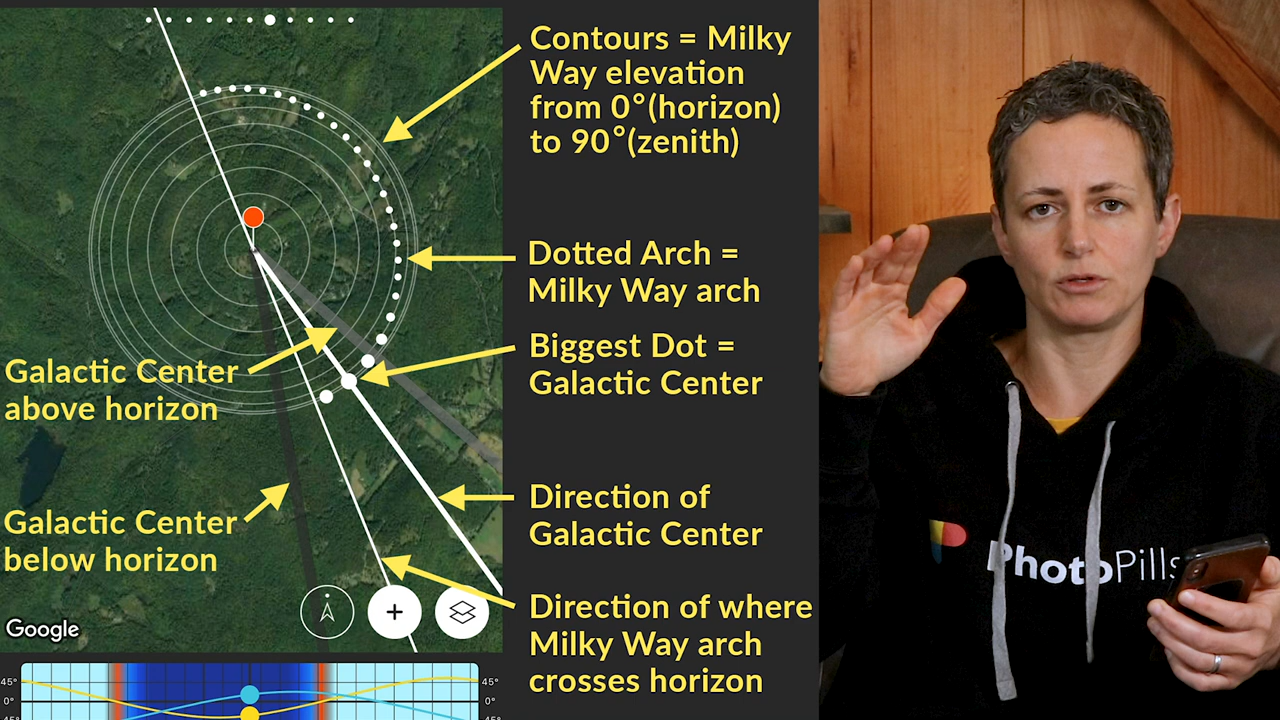 Contours = Milky
Way elevation
from 0°(horizon)
to 90°(zenith)
Dotted Arch =
Milky Way arch
Biggest Dot =
Galactic Center
Galactic Center
above horizon
Direction of
Galactic Center
Galactic Center
below horizon
Direction of where
Milky Way arch
crosses horizon
Google
45°
0°
45°
0°
PhotoPills